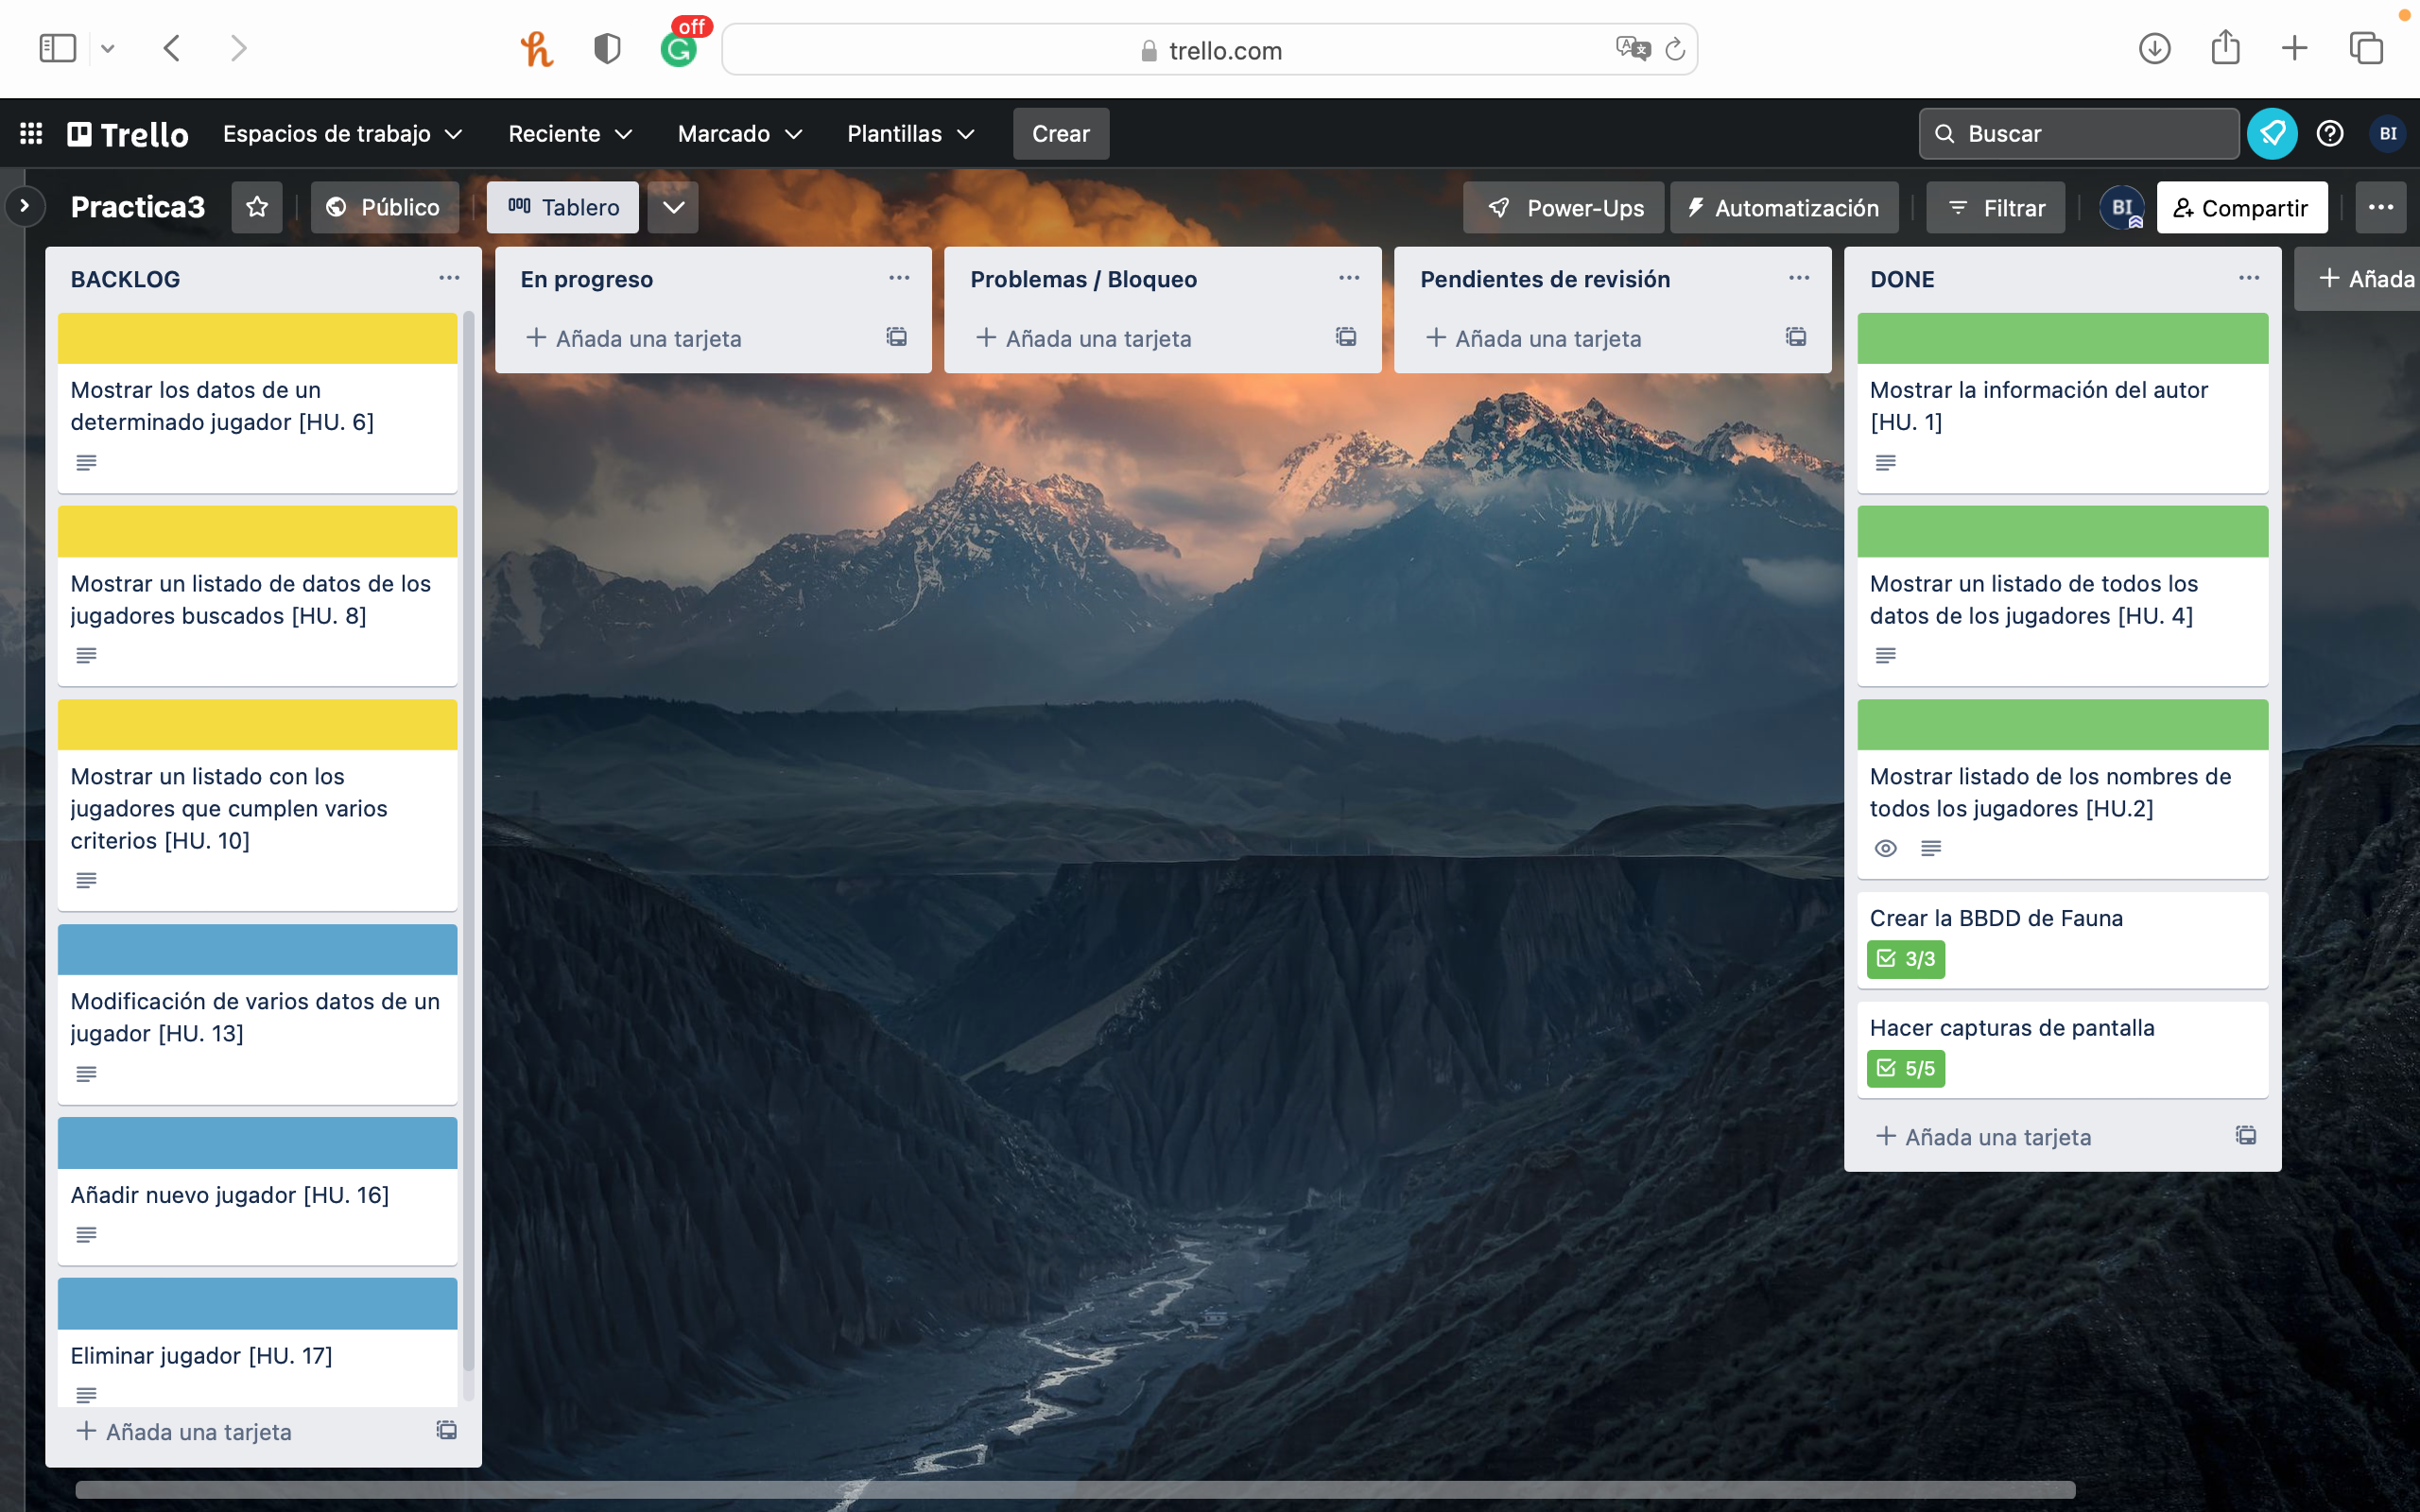 off
trello.com
Trello
Espacios de trabajo
Reciente
Marcado
Plantillas
Crear
Buscar
BI
Practica3
Público
Tablero
Power-Ups
Automatización
Filtrar
BI
Compartir
BACKLOG
Mostrar los datos de un
determinado jugador [HU. 6]
Mostrar un listado de datos de los
jugadores buscados [HU. 8]
Mostrar un listado con los
jugadores que cumplen varios
criterios [HU. 10]
Modificación de varios datos de un
jugador [HU. 13]
Añadir nuevo jugador [HU. 16]
Eliminar jugador [HU. 17]
Añada una tarjeta
En progreso
Añada una tarjeta
Problemas / Bloqueo
Añada una tarjeta
Pendientes de revisión
Añada una tarjeta
DONE
Mostrar la información del autor
[HU. 1]
Mostrar un listado de todos los
datos de los jugadores [HU. 4]
Mostrar listado de los nombres de
todos los jugadores [HU.2]
Crear la BBDD de Fauna
3/3
Hacer capturas de pantalla
5/5
Añada una tarjeta
Añada